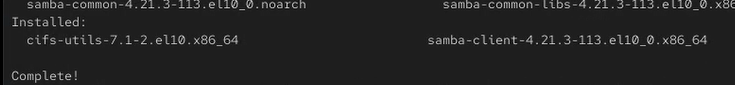 samba-common-4.21.3-113.el10_0.noarch samba-common-libs-4.21.3-113.el10_0.x86
Installed:
cifs-utils-7.1-2.el10.x86_64 samba-client-4.21.3-113.el10_0.x86_64
Complete!